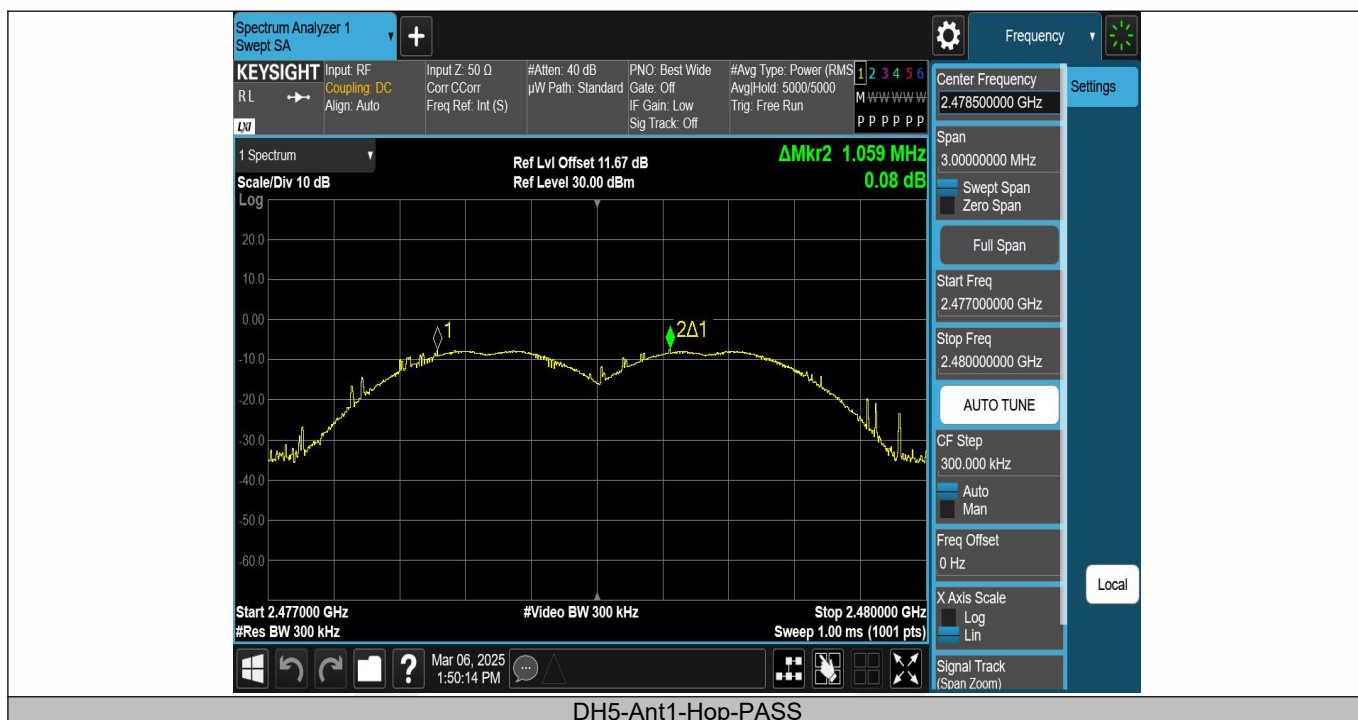 Spectrum Analyzer 1
Swept SA
Frequency
KEYSIGHT
Input: RF
Input Z: 50 Ω
#Atten: 40 dB
PNO: Best Wide
#Avg Type: Power (RMS
1 2 3 4 5 6
RL
Coupling: DC
Corr CCorr
µW Path: Standard
Gate: Off
Avg|Hold: 5000/5000
M W W W W W
Align: Auto
Freq Ref: Int (S)
IF Gain: Low
Trig: Free Run
LXI
Sig Track: Off
P P P P P P
1 Spectrum
Ref Lvl Offset 11.67 dB
ΔMkr2 1.059 MHz
Scale/Div 10 dB
Ref Level 30.00 dBm
0.08 dB
Log
20.0
10.0
0.00
1
2Δ1
-10.0
-20.0
-30.0
-40.0
-50.0
-60.0
Start 2.477000 GHz
#Video BW 300 kHz
Stop 2.480000 GHz
#Res BW 300 kHz
Sweep 1.00 ms (1001 pts)
Center Frequency
2.478500000 GHz
Settings
Span
3.00000000 MHz
Swept Span
Zero Span
Full Span
Start Freq
2.477000000 GHz
Stop Freq
2.480000000 GHz
AUTO TUNE
CF Step
300.000 kHz
Auto
Man
Freq Offset
0 Hz
Local
X Axis Scale
Log
Lin
Signal Track
(Span Zoom)
?
Mar 06, 2025
1:50:14 PM
DH5-Ant1-Hop-PASS